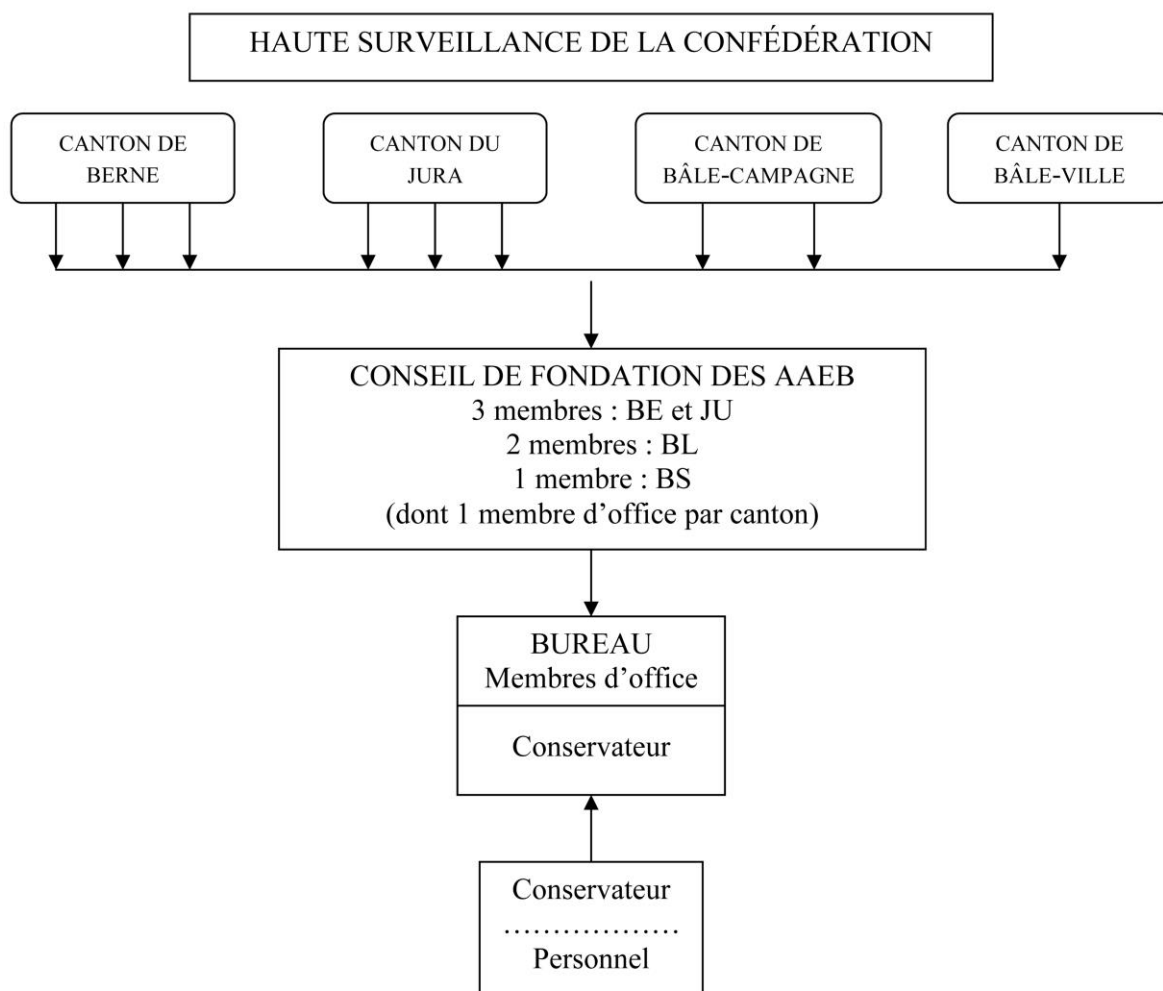 HAUTE SURVEILLANCE DE LA CONFÉDÉRATION
CANTON DE
BERNE
CANTON DU
JURA
CANTON DE
BÂLE-CAMPAGNE
CANTON DE
BÂLE-VILLE
CONSEIL DE FONDATION DES AAEB
3 membres : BE et JU
2 membres : BL
1 membre : BS
(dont 1 membre d’office par canton)
BUREAU
Membres d’office
Conservateur
Conservateur
………………
Personnel